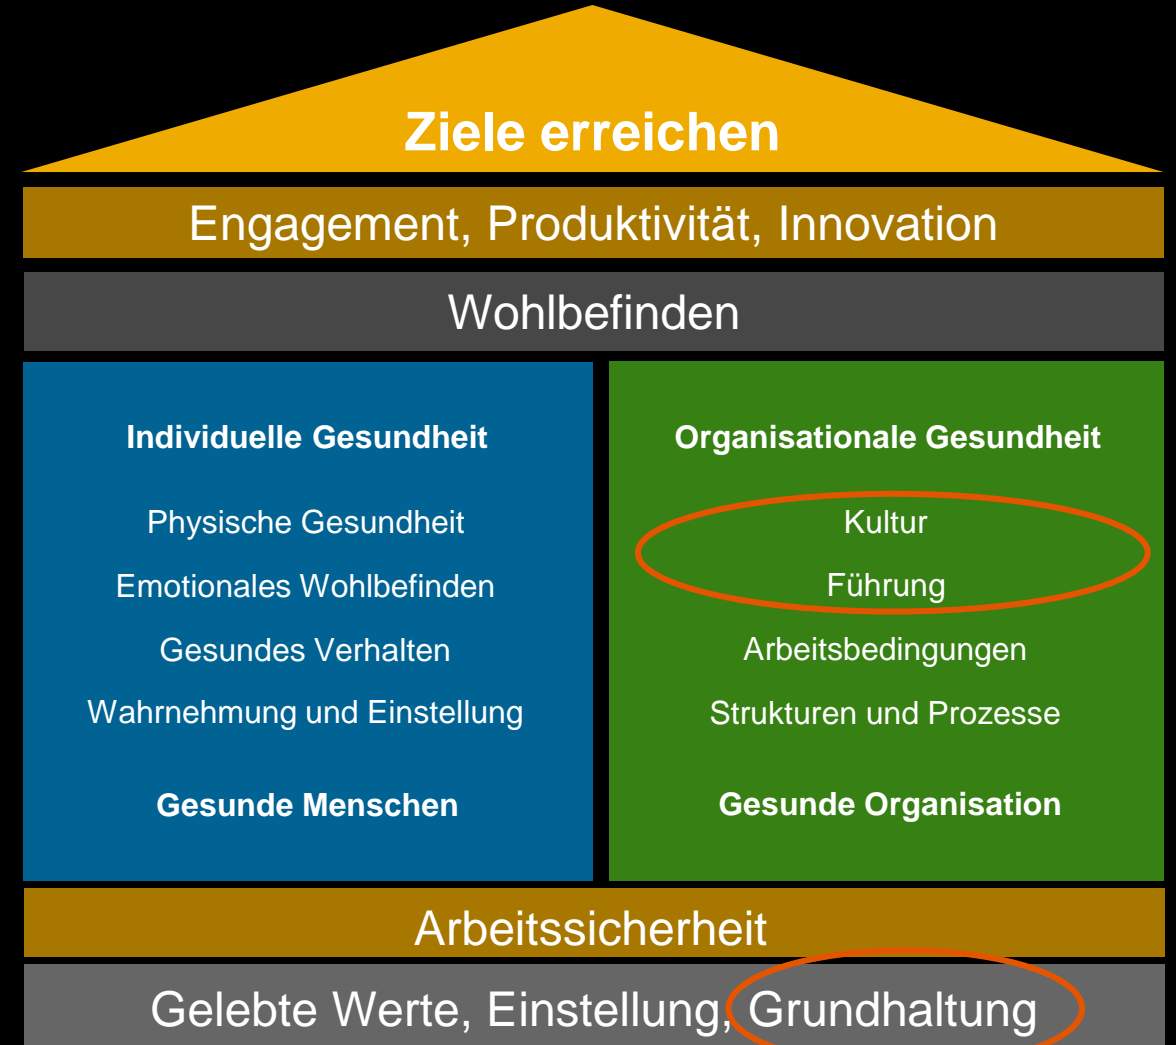 Ziele erreichen
Engagement, Produktivität, Innovation
Wohlbefinden
Individuelle Gesundheit
Physische Gesundheit
Emotionales Wohlbefinden
Gesundes Verhalten
Wahrnehmung und Einstellung
Gesunde Menschen
Organisationale Gesundheit
Kultur
Führung
Arbeitsbedingungen
Strukturen und Prozesse
Gesunde Organisation
Arbeitssicherheit
Gelebte Werte, Einstellung, Grundhaltung